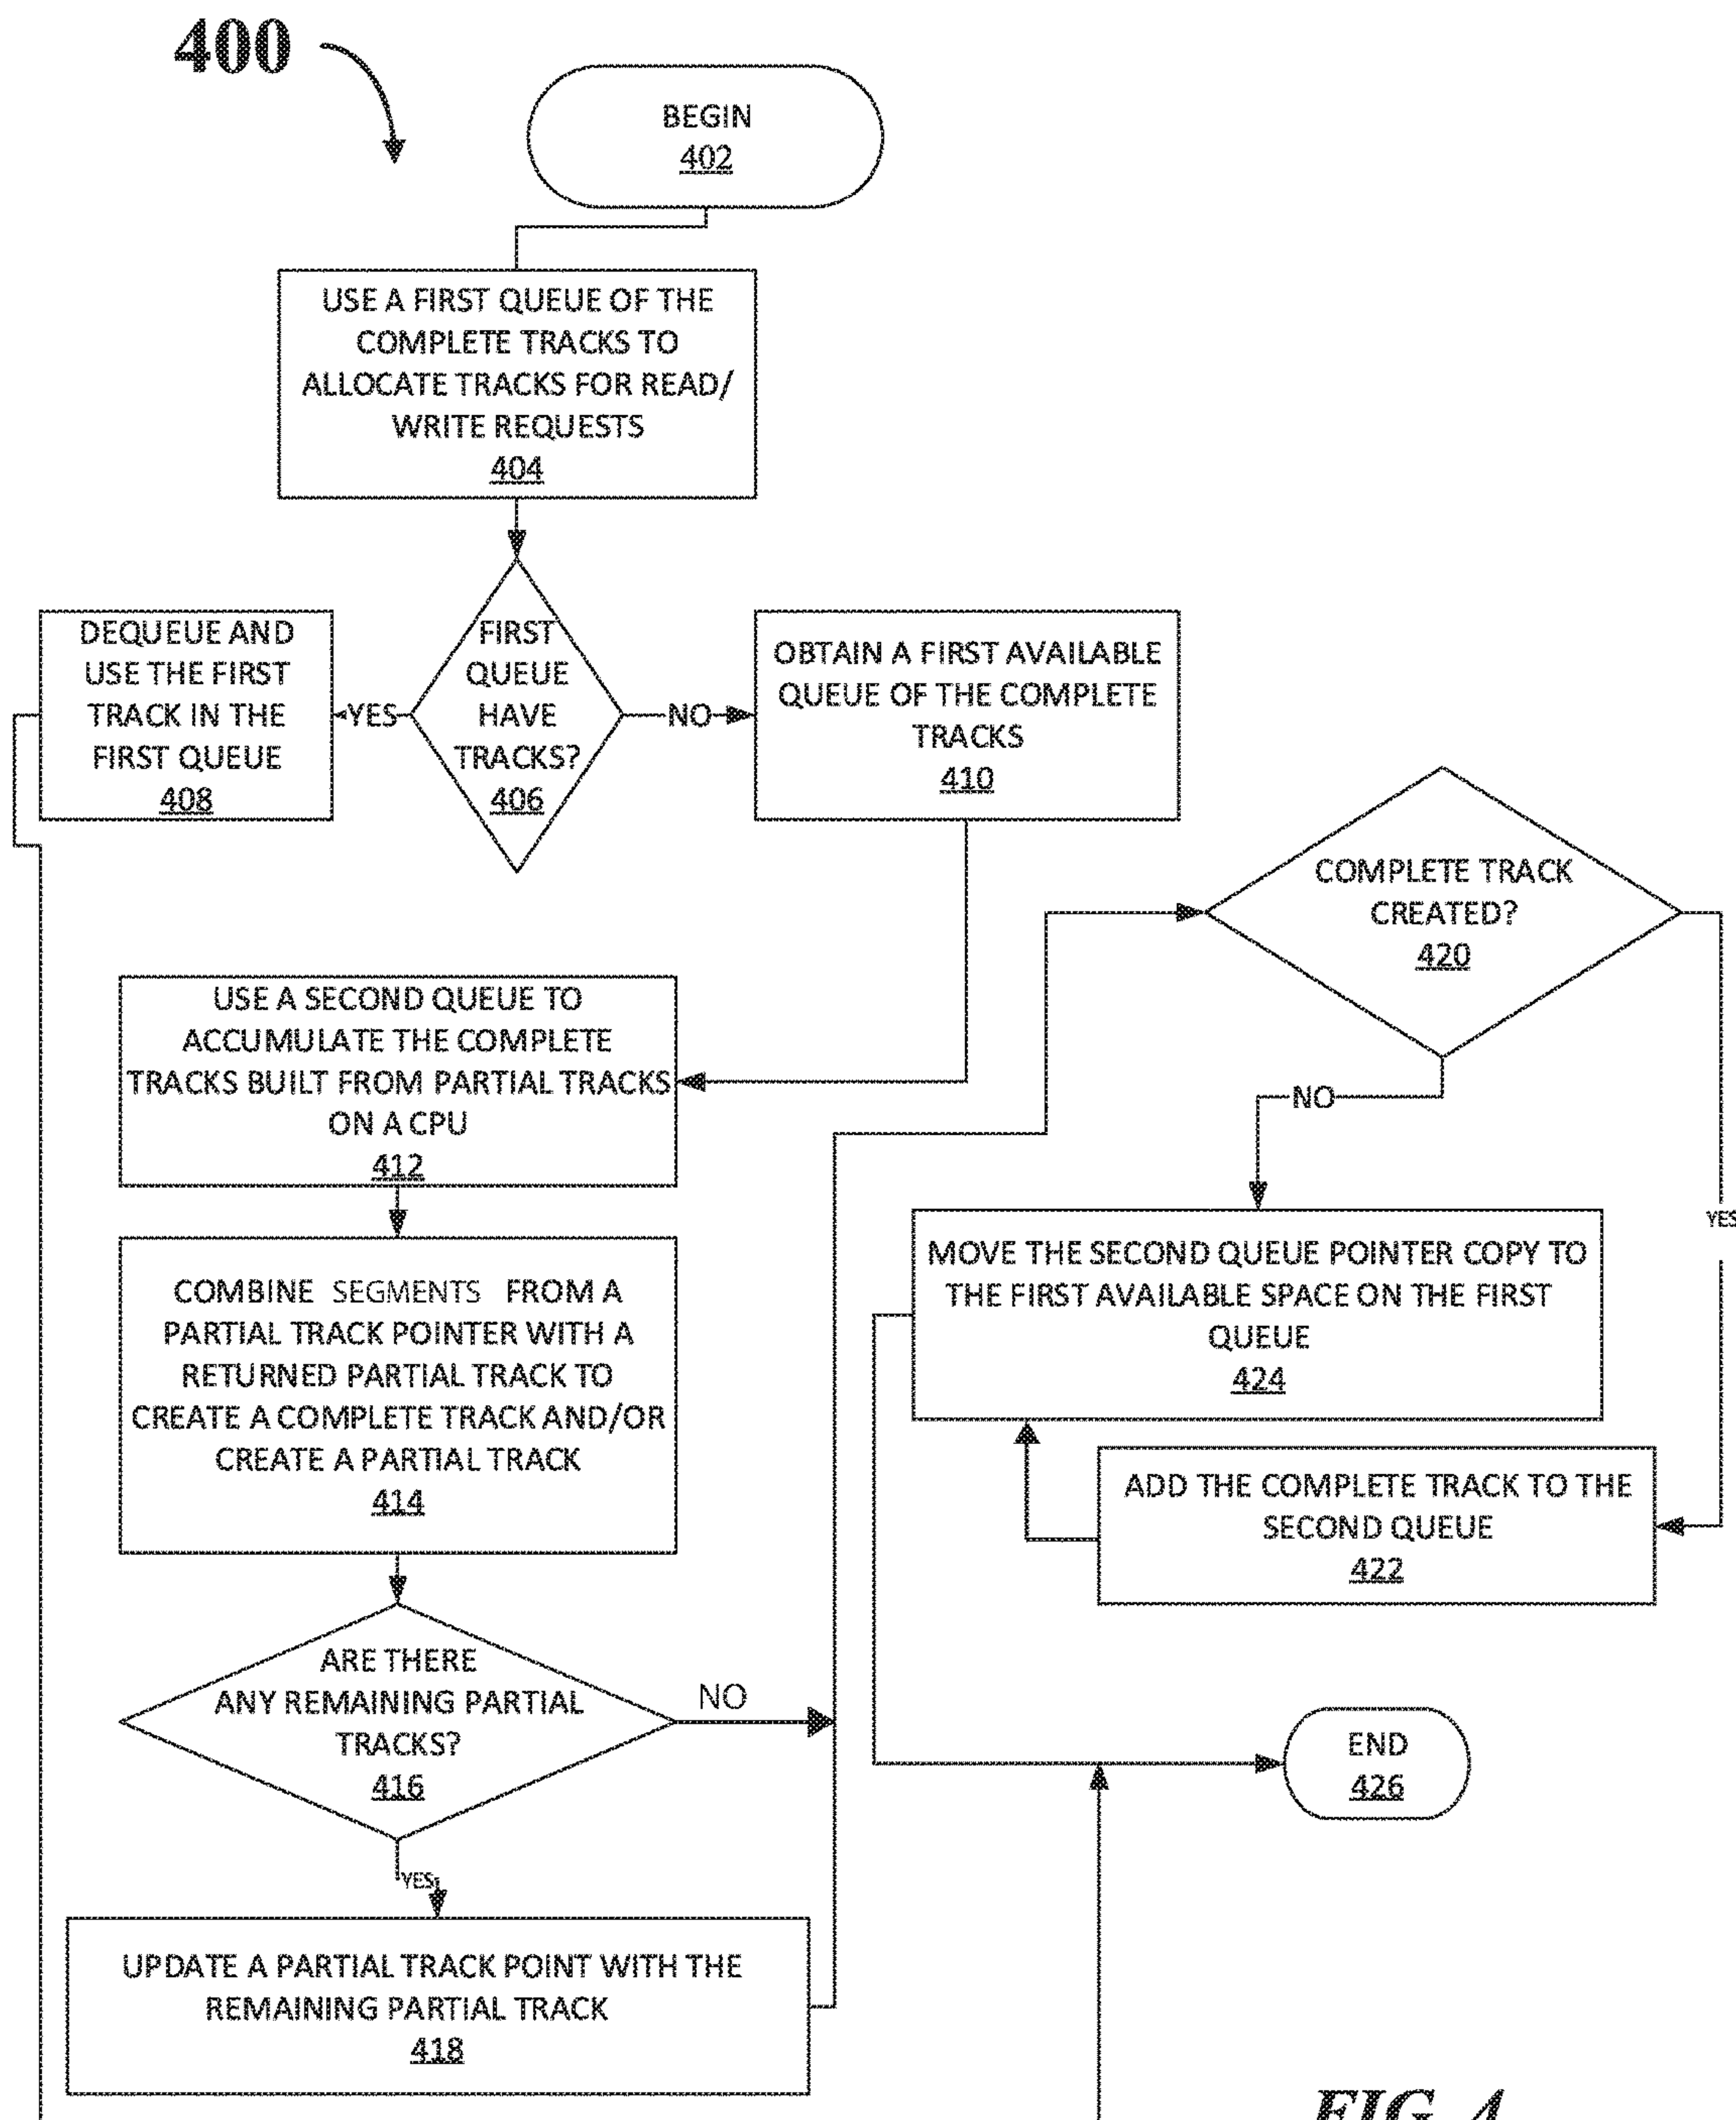 400
BEGIN
402
USE A FIRST QUEUE OF THE
COMPLETE TRACKS TO
ALLOCATE TRACKS FOR READ/
WRITE REQUESTS
404
FIRST
QUEUE
HAVE
TRACKS?
406
YES
DEQUEUE AND
USE THE FIRST
TRACK IN THE
FIRST QUEUE
408
NO
OBTAIN A FIRST AVAILABLE
QUEUE OF THE COMPLETE
TRACKS
410
USE A SECOND QUEUE TO
ACCUMULATE THE COMPLETE
TRACKS BUILT FROM PARTIAL TRACKS
ON A CPU
412
COMBINE SEGMENTS FROM A
PARTIAL TRACK POINTER WITH A
RETURNED PARTIAL TRACK TO
CREATE A COMPLETE TRACK AND/OR
CREATE A PARTIAL TRACK
414
ARE THERE
ANY REMAINING PARTIAL
TRACKS?
416
NO
YES
UPDATE A PARTIAL TRACK POINT WITH THE
REMAINING PARTIAL TRACK
418
COMPLETE TRACK
CREATED?
420
NO
YES
MOVE THE SECOND QUEUE POINTER COPY TO
THE FIRST AVAILABLE SPACE ON THE FIRST
QUEUE
424
ADD THE COMPLETE TRACK TO THE
SECOND QUEUE
422
END
426
FIG. 4